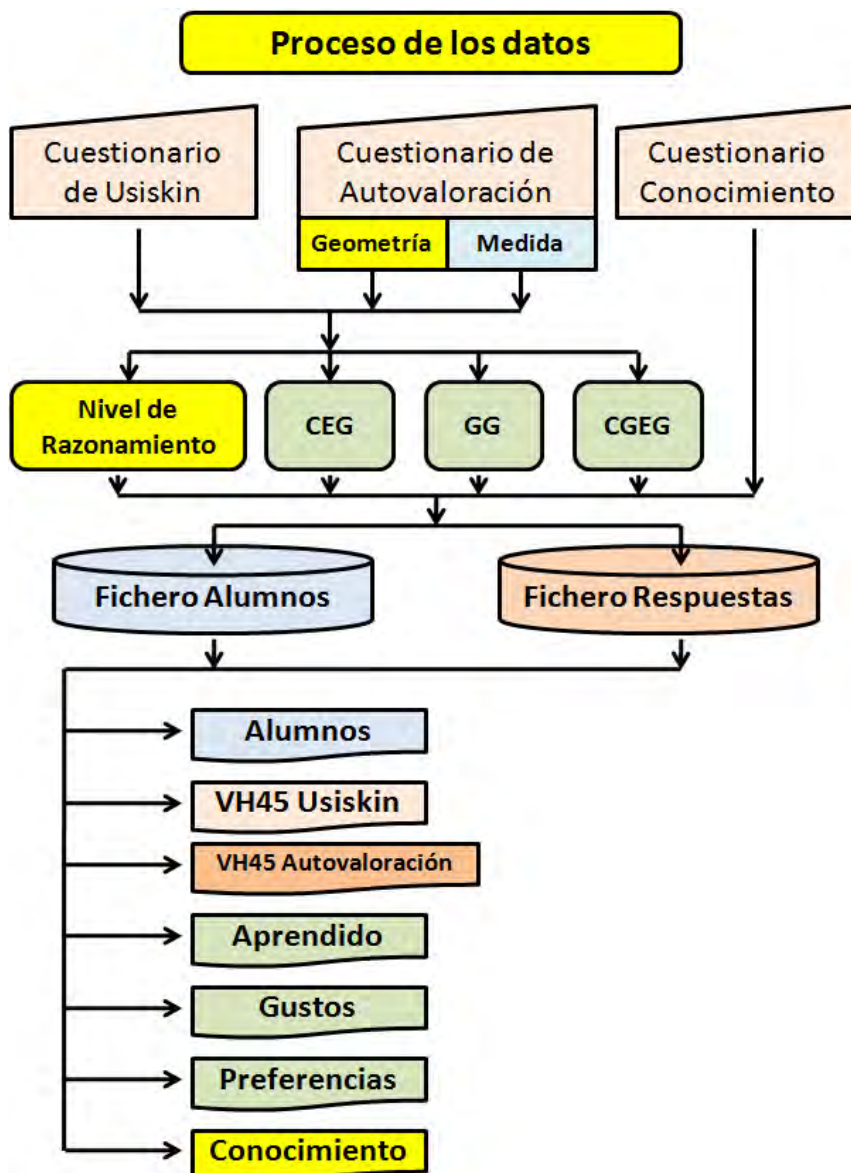 Proceso de los datos
Cuestionario
de Usiskin
Cuestionario de
Autovaloración
Geometría
Medida
Cuestionario
Conocimiento
Nivel de
Razonamiento
CEG
GG
CGEG
Fichero Alumnos
Fichero Respuestas
Alumnos
VH45 Usiskin
VH45 Autovaloración
Aprendido
Gustos
Preferencias
Conocimiento